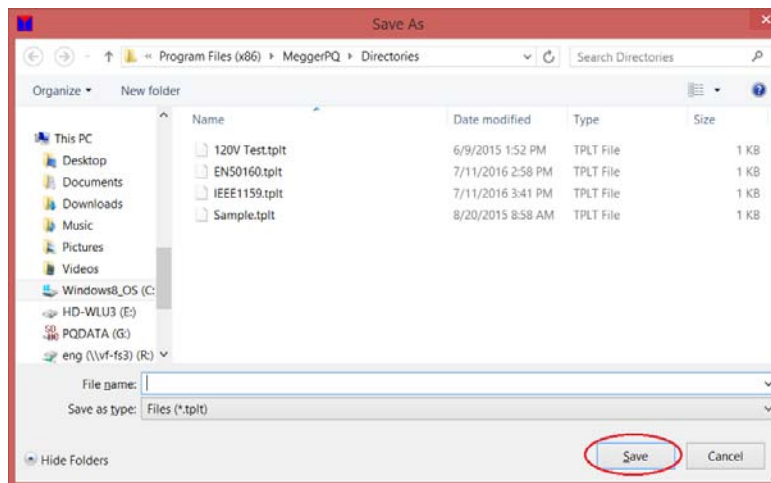 Save As
« Program Files (x86) ▸ MeggerPQ ▸ Directories
Search Directories
Organize
New folder
Name Date modified Type Size
This PC
Desktop
Documents
Downloads
Music
Pictures
Videos
Windows8_OS (C:
HD-WLU3 (E:)
PQDATA (G:)
eng (\\vf-fs3) (R:)
120V Test.tplt 6/9/2015 1:52 PM TPLT File 1 KB
EN50160.tplt 7/11/2016 2:58 PM TPLT File 1 KB
IEEE1159.tplt 7/11/2016 3:41 PM TPLT File 1 KB
Sample.tplt 8/20/2015 8:58 AM TPLT File 1 KB
File name:
Save as type: Files (*.tplt)
Hide Folders
Save
Cancel